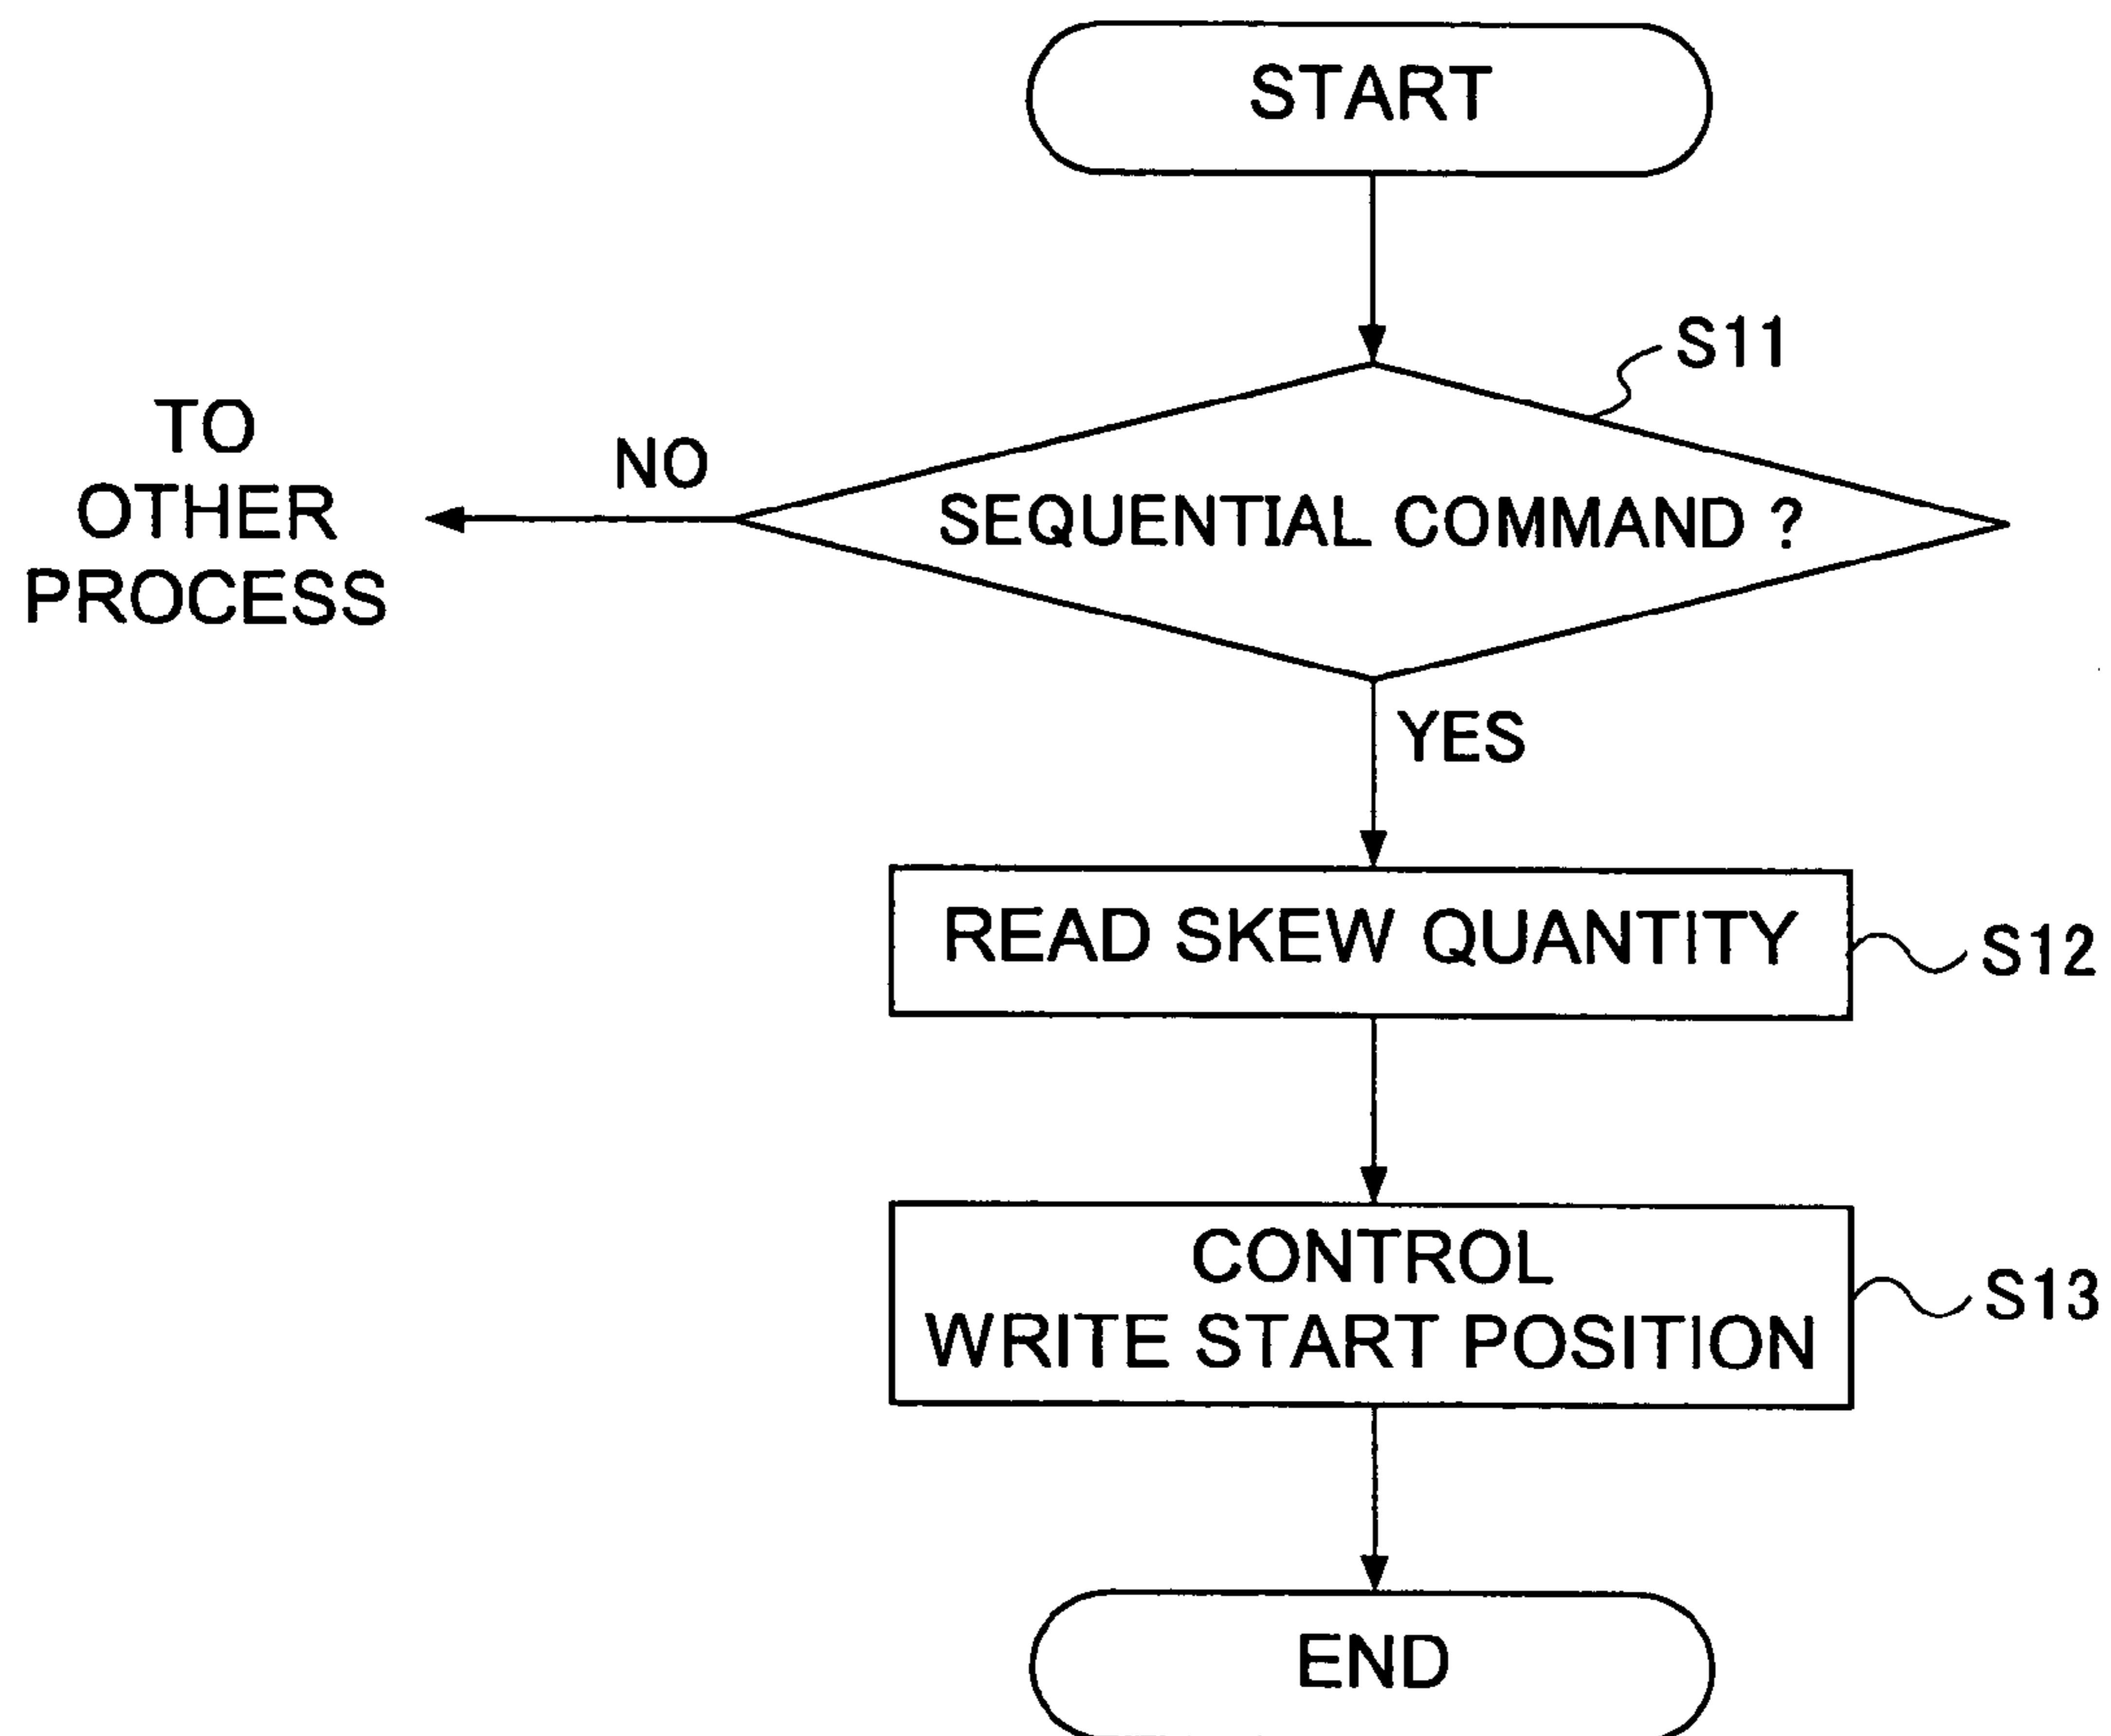 START
S11
TO
OTHER
PROCESS
NO
SEQUENTIAL COMMAND ?
YES
READ SKEW QUANTITY
S12
CONTROL
WRITE START POSITION
S13
END